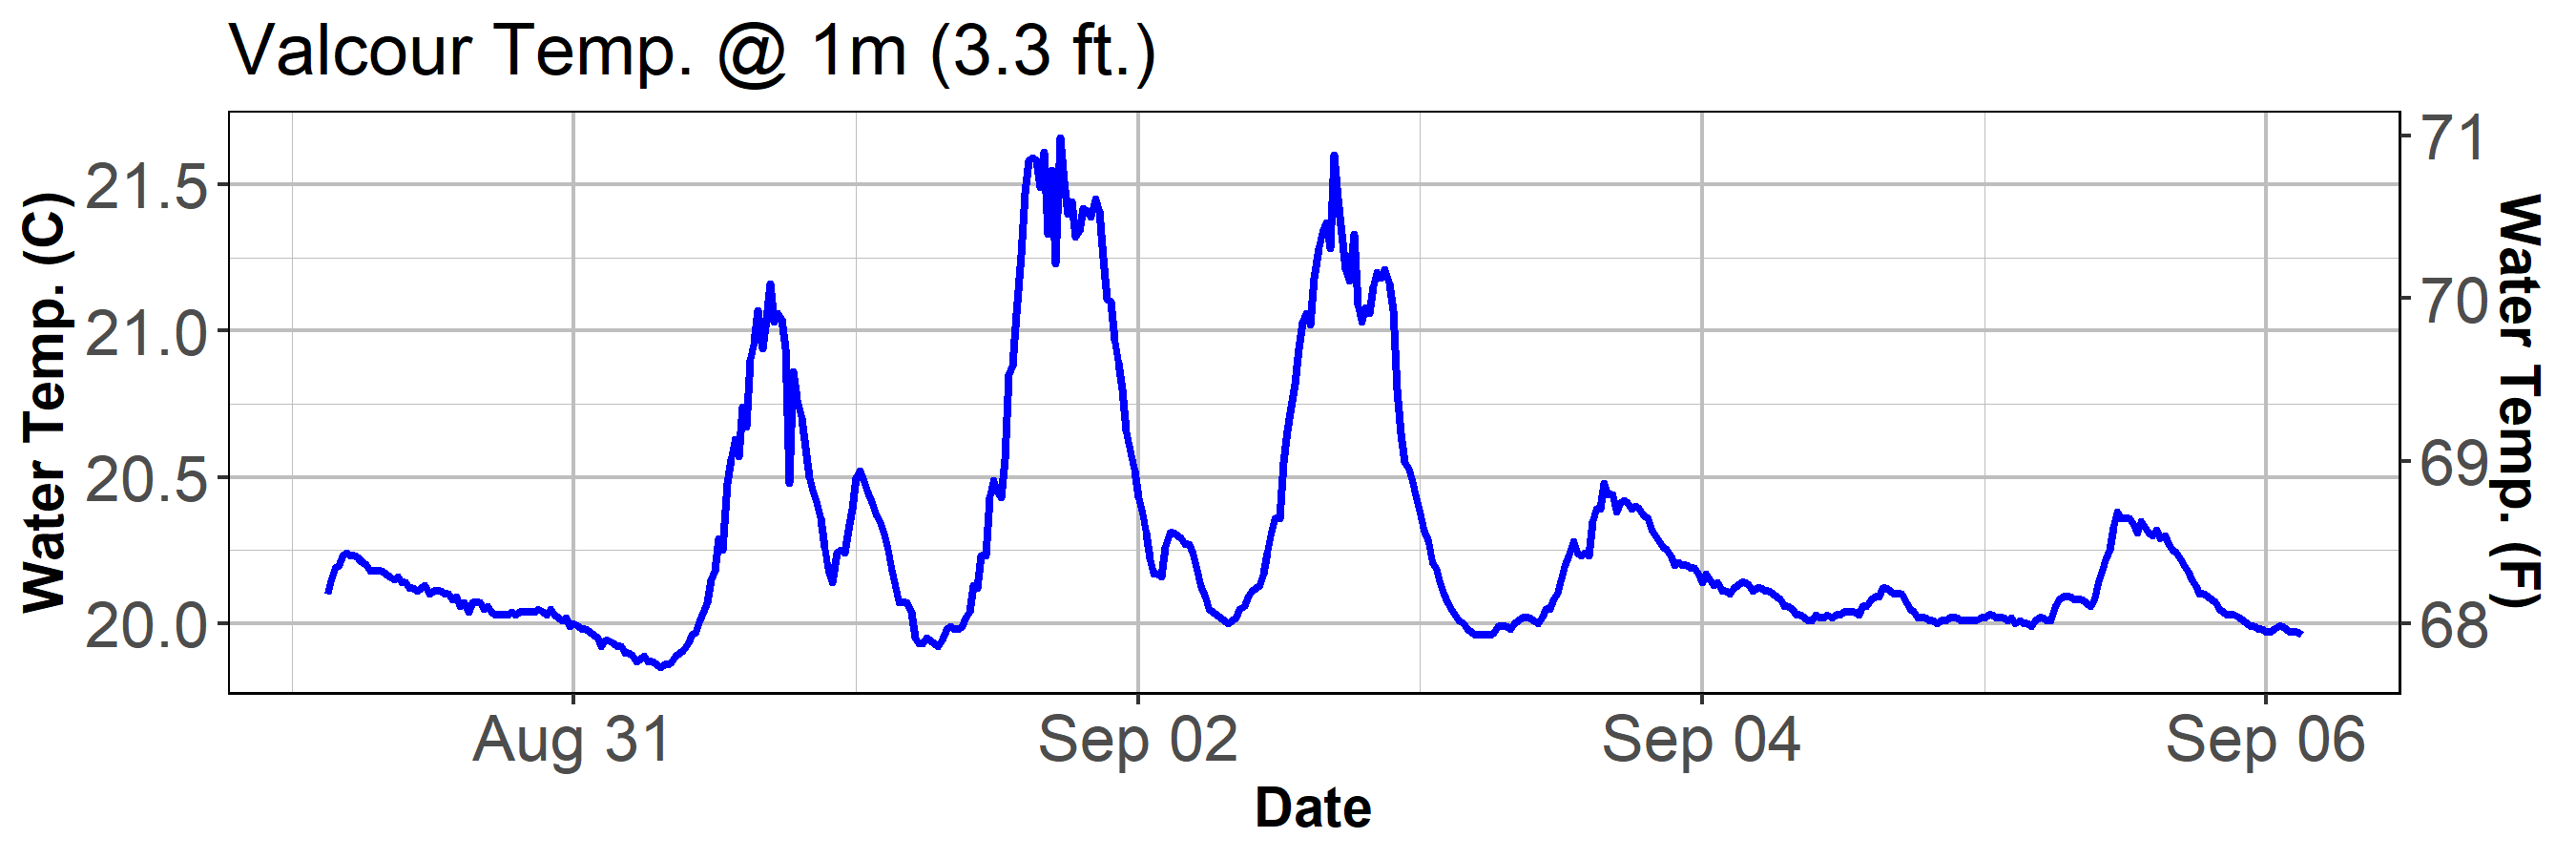 Valcour Temp. @ 1m (3.3 ft.)
Water Temp. (C)
21.5
21.0
20.5
20.0
71
70
69
68
Water Temp. (F)
Aug 31
Sep 02
Sep 04
Sep 06
Date